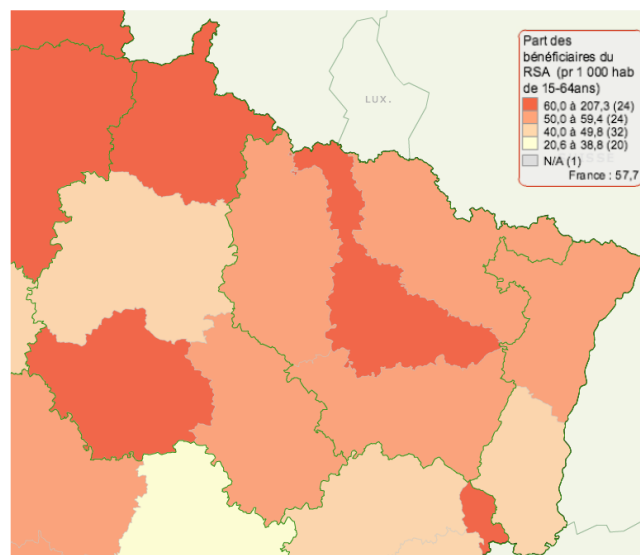 LUX.
Part des
bénéficiaires du
RSA (pr 1 000 hab
de 15-64ans)
60,0 à 207,3 (24)
50,0 à 59,4 (24)
40,0 à 49,8 (32)
20,6 à 38,8 (20)
N/A (1)
France : 57,7